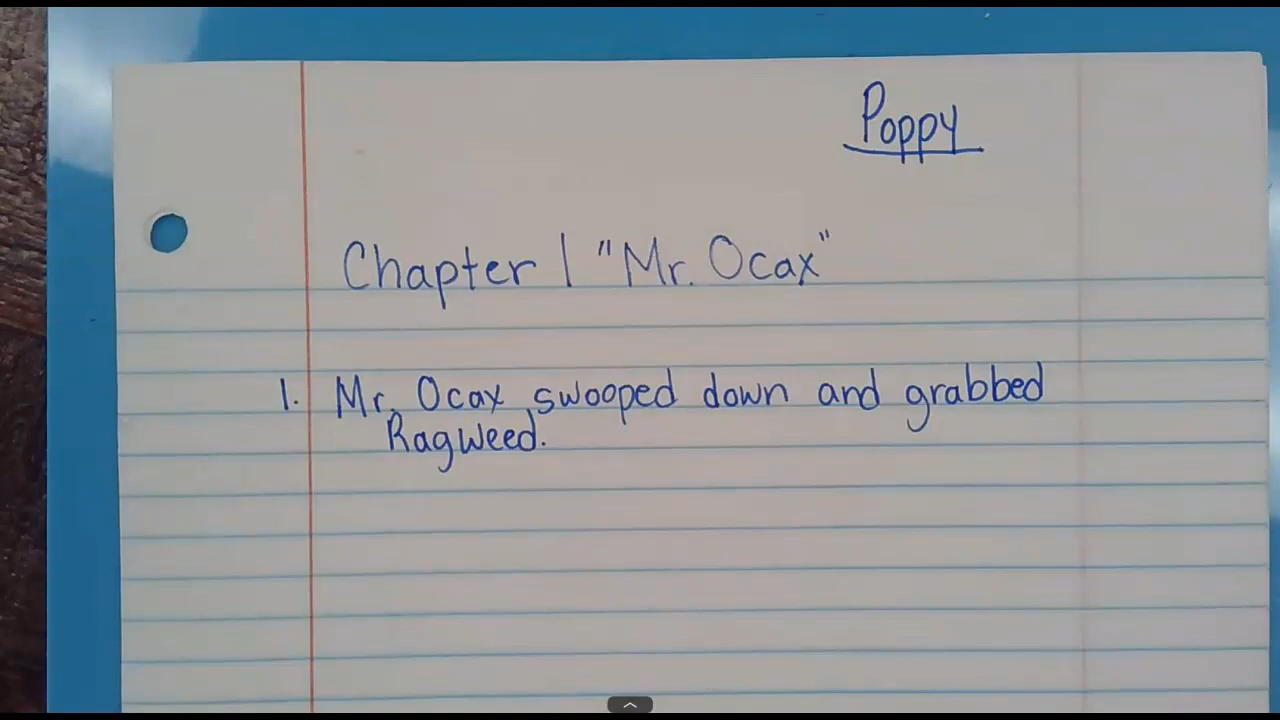 Poppy
Chapter 1 "Mr. Ocax"
1. Mr. Ocax swooped down and grabbed
Ragweed.